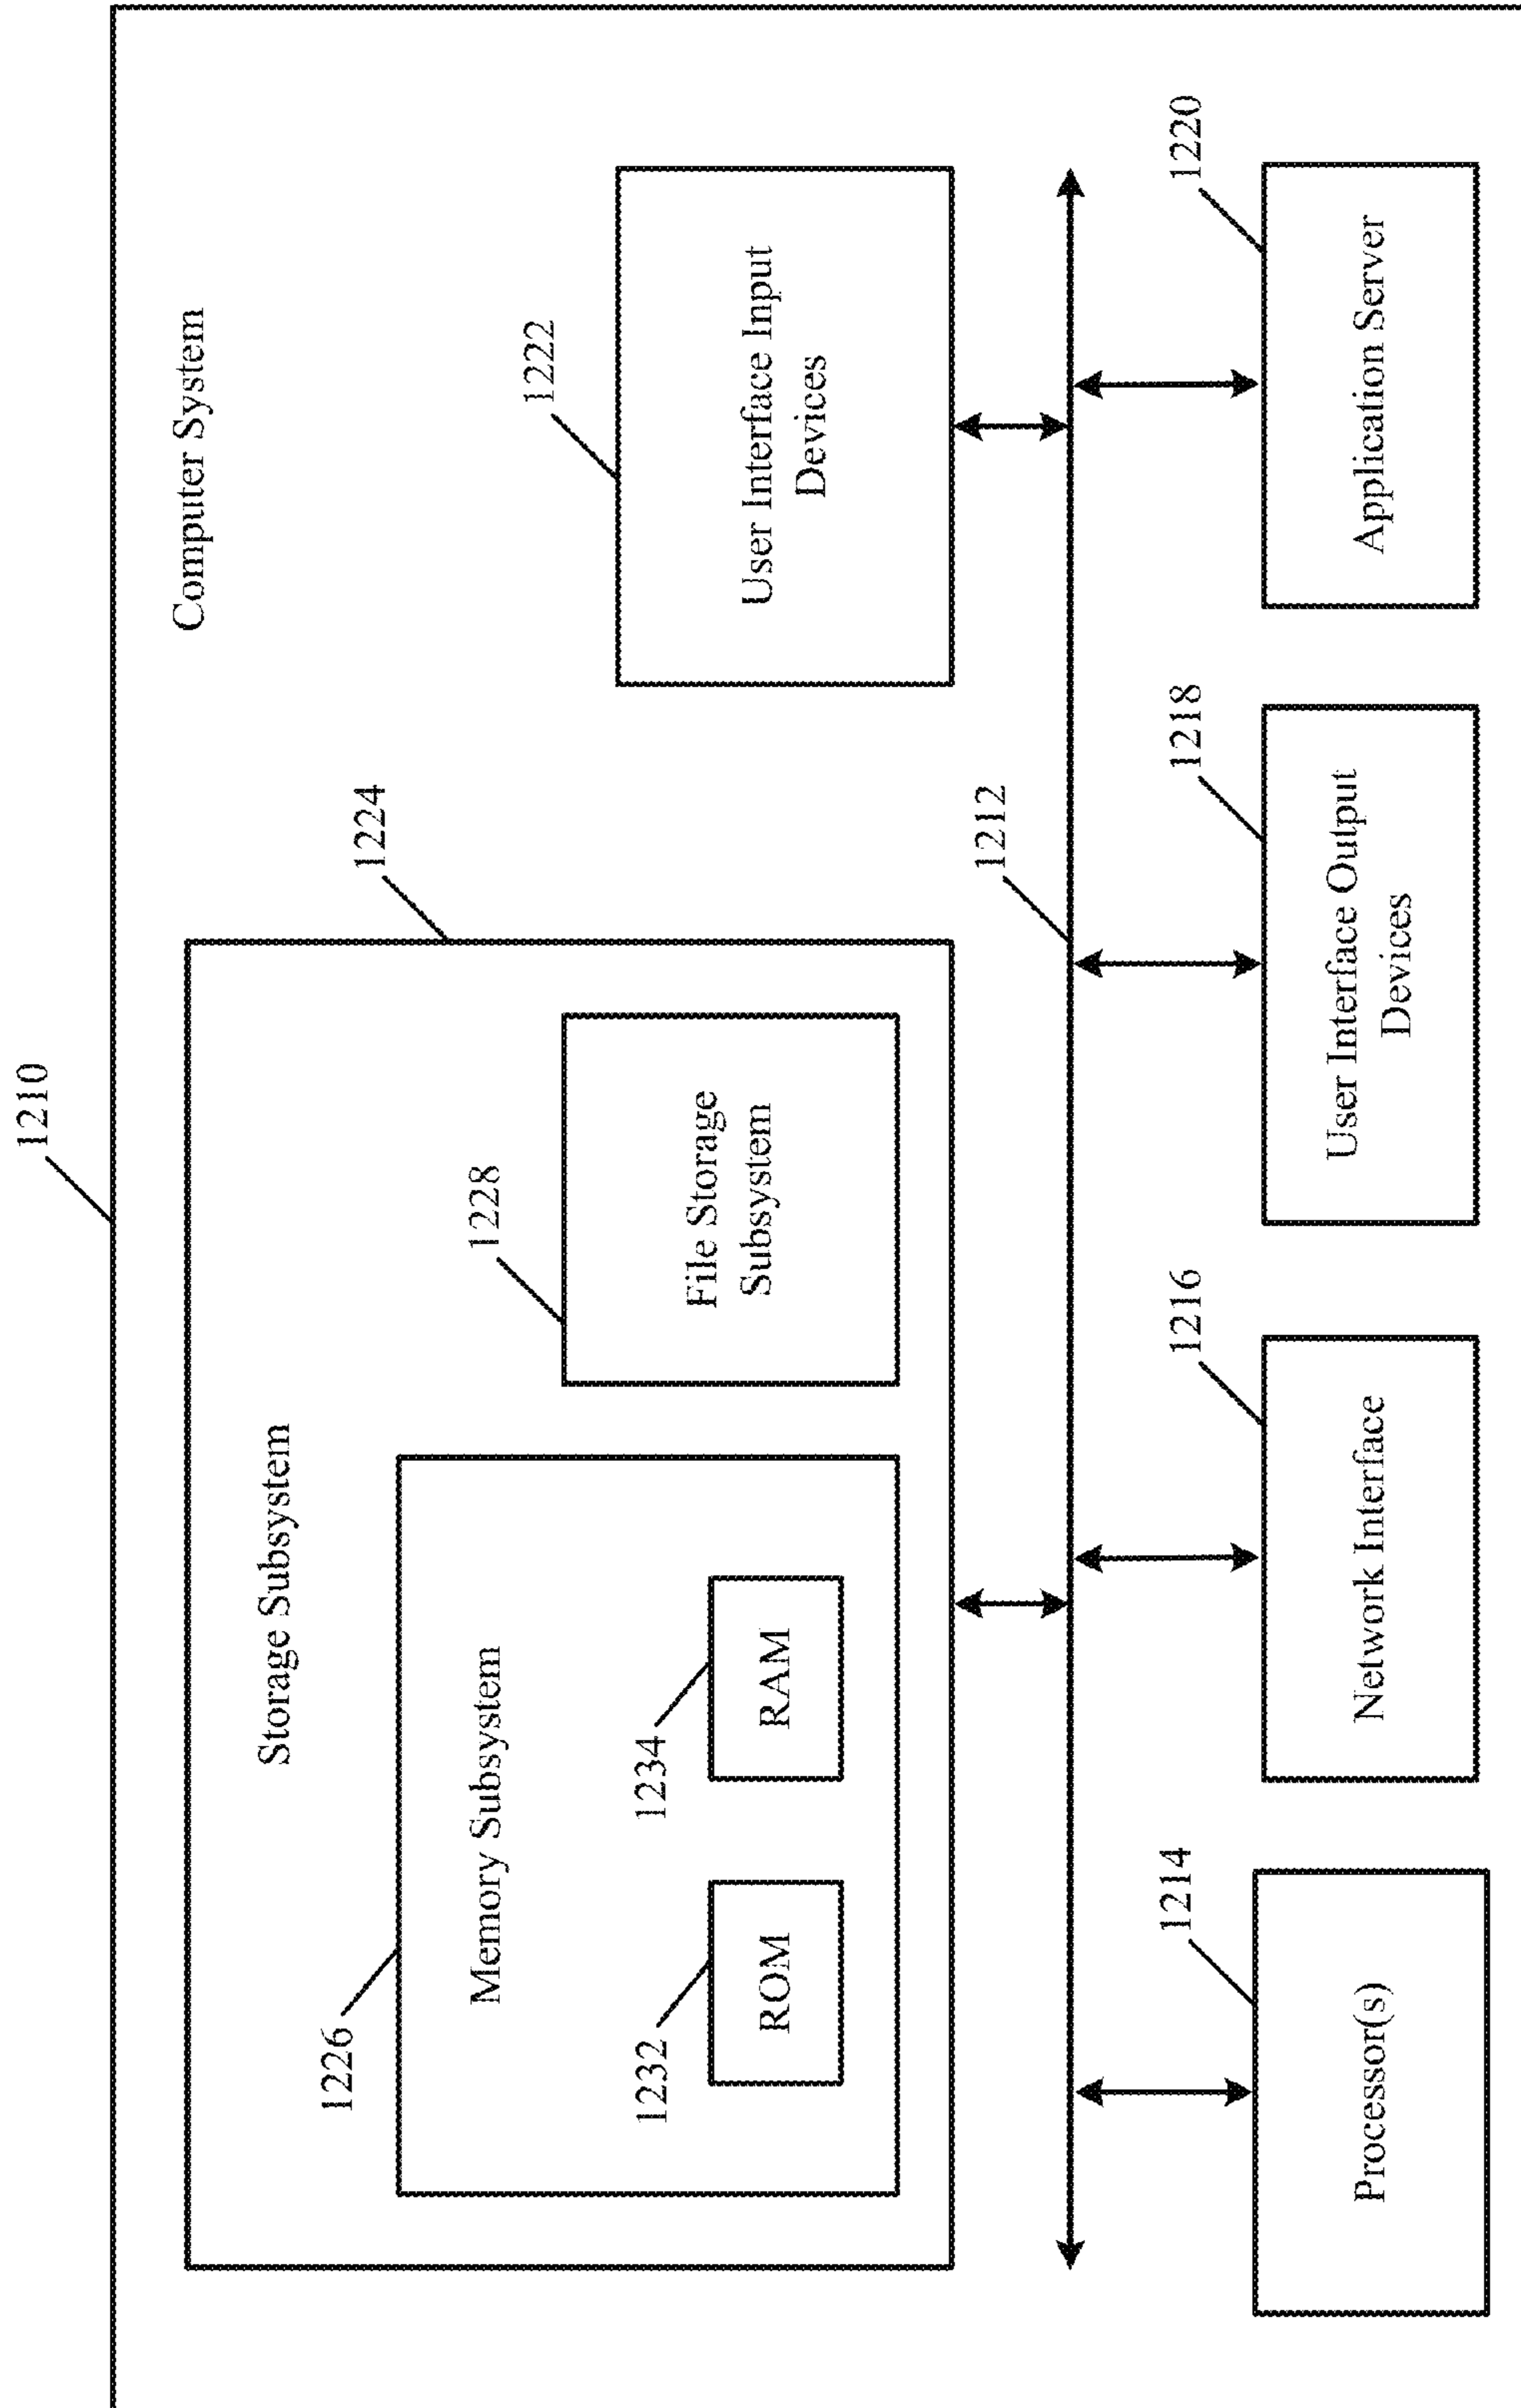 1210
Computer System
Storage Subsystem
1224
1226
Memory Subsystem
1228
1222
1232
ROM
1234
RAM
File Storage
Subsystem
User Interface Input
Devices
1212
1214
1216
1218
1220
Processor(s)
Network Interface
User Interface Output
Devices
Application Server